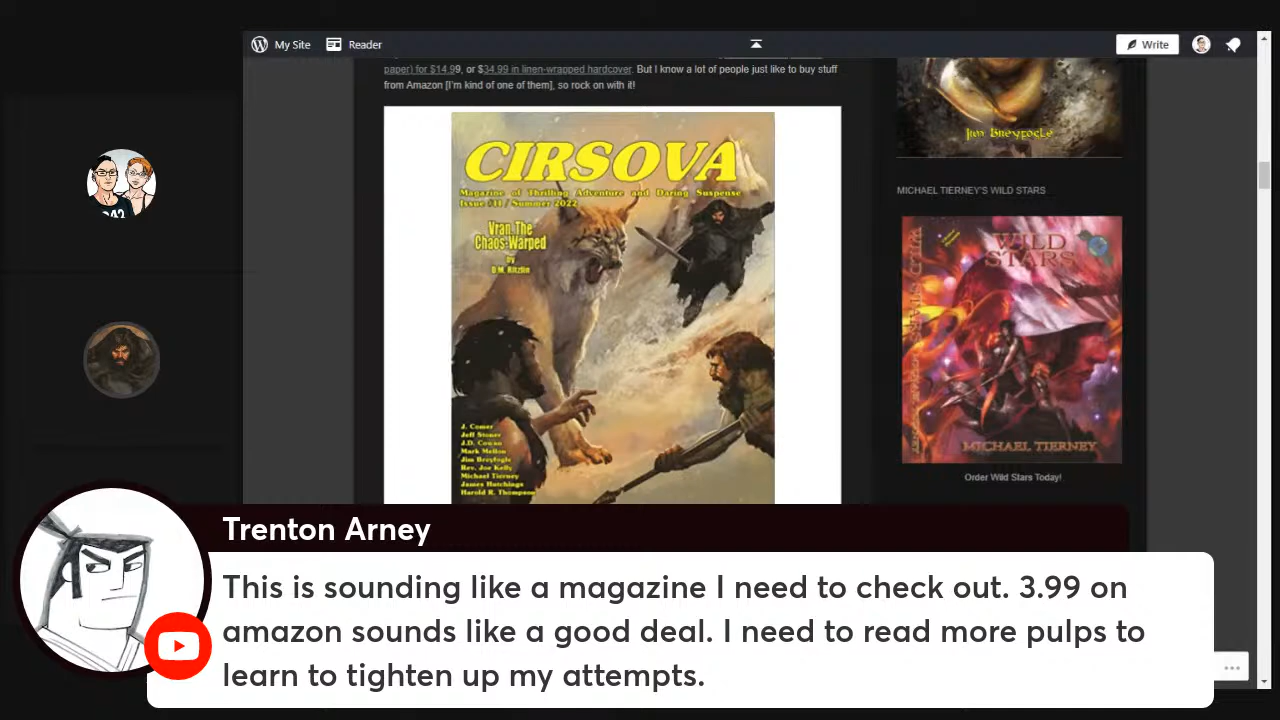 My Site
Reader
Write
paper) for $14.99, or $34.99 in linen-wrapped hardcover. But I know a lot of people just like to buy stuff
from Amazon [I'm kind of one of them], so rock on with it!
Jim Breyfogle
CIRSOVA
Magazine of Thrilling Adventure and Daring Suspense
Issue #11 / Summer 2022
Vran, The
Chaos-Warped
by
D.M. Ritzlin
J. Comer
Jeff Stoner
J.D. Cowan
Mark Mellon
Jim Breyfogle
Rev. Joe Kelly
Michael Tierney
James Hutchings
Harold R. Thompson
MICHAEL TIERNEY'S WILD STARS
WILD
STARS
MICHAEL TIERNEY
Order Wild Stars Today!
Trenton Arney
This is sounding like a magazine I need to check out. 3.99 on
amazon sounds like a good deal. I need to read more pulps to
learn to tighten up my attempts.